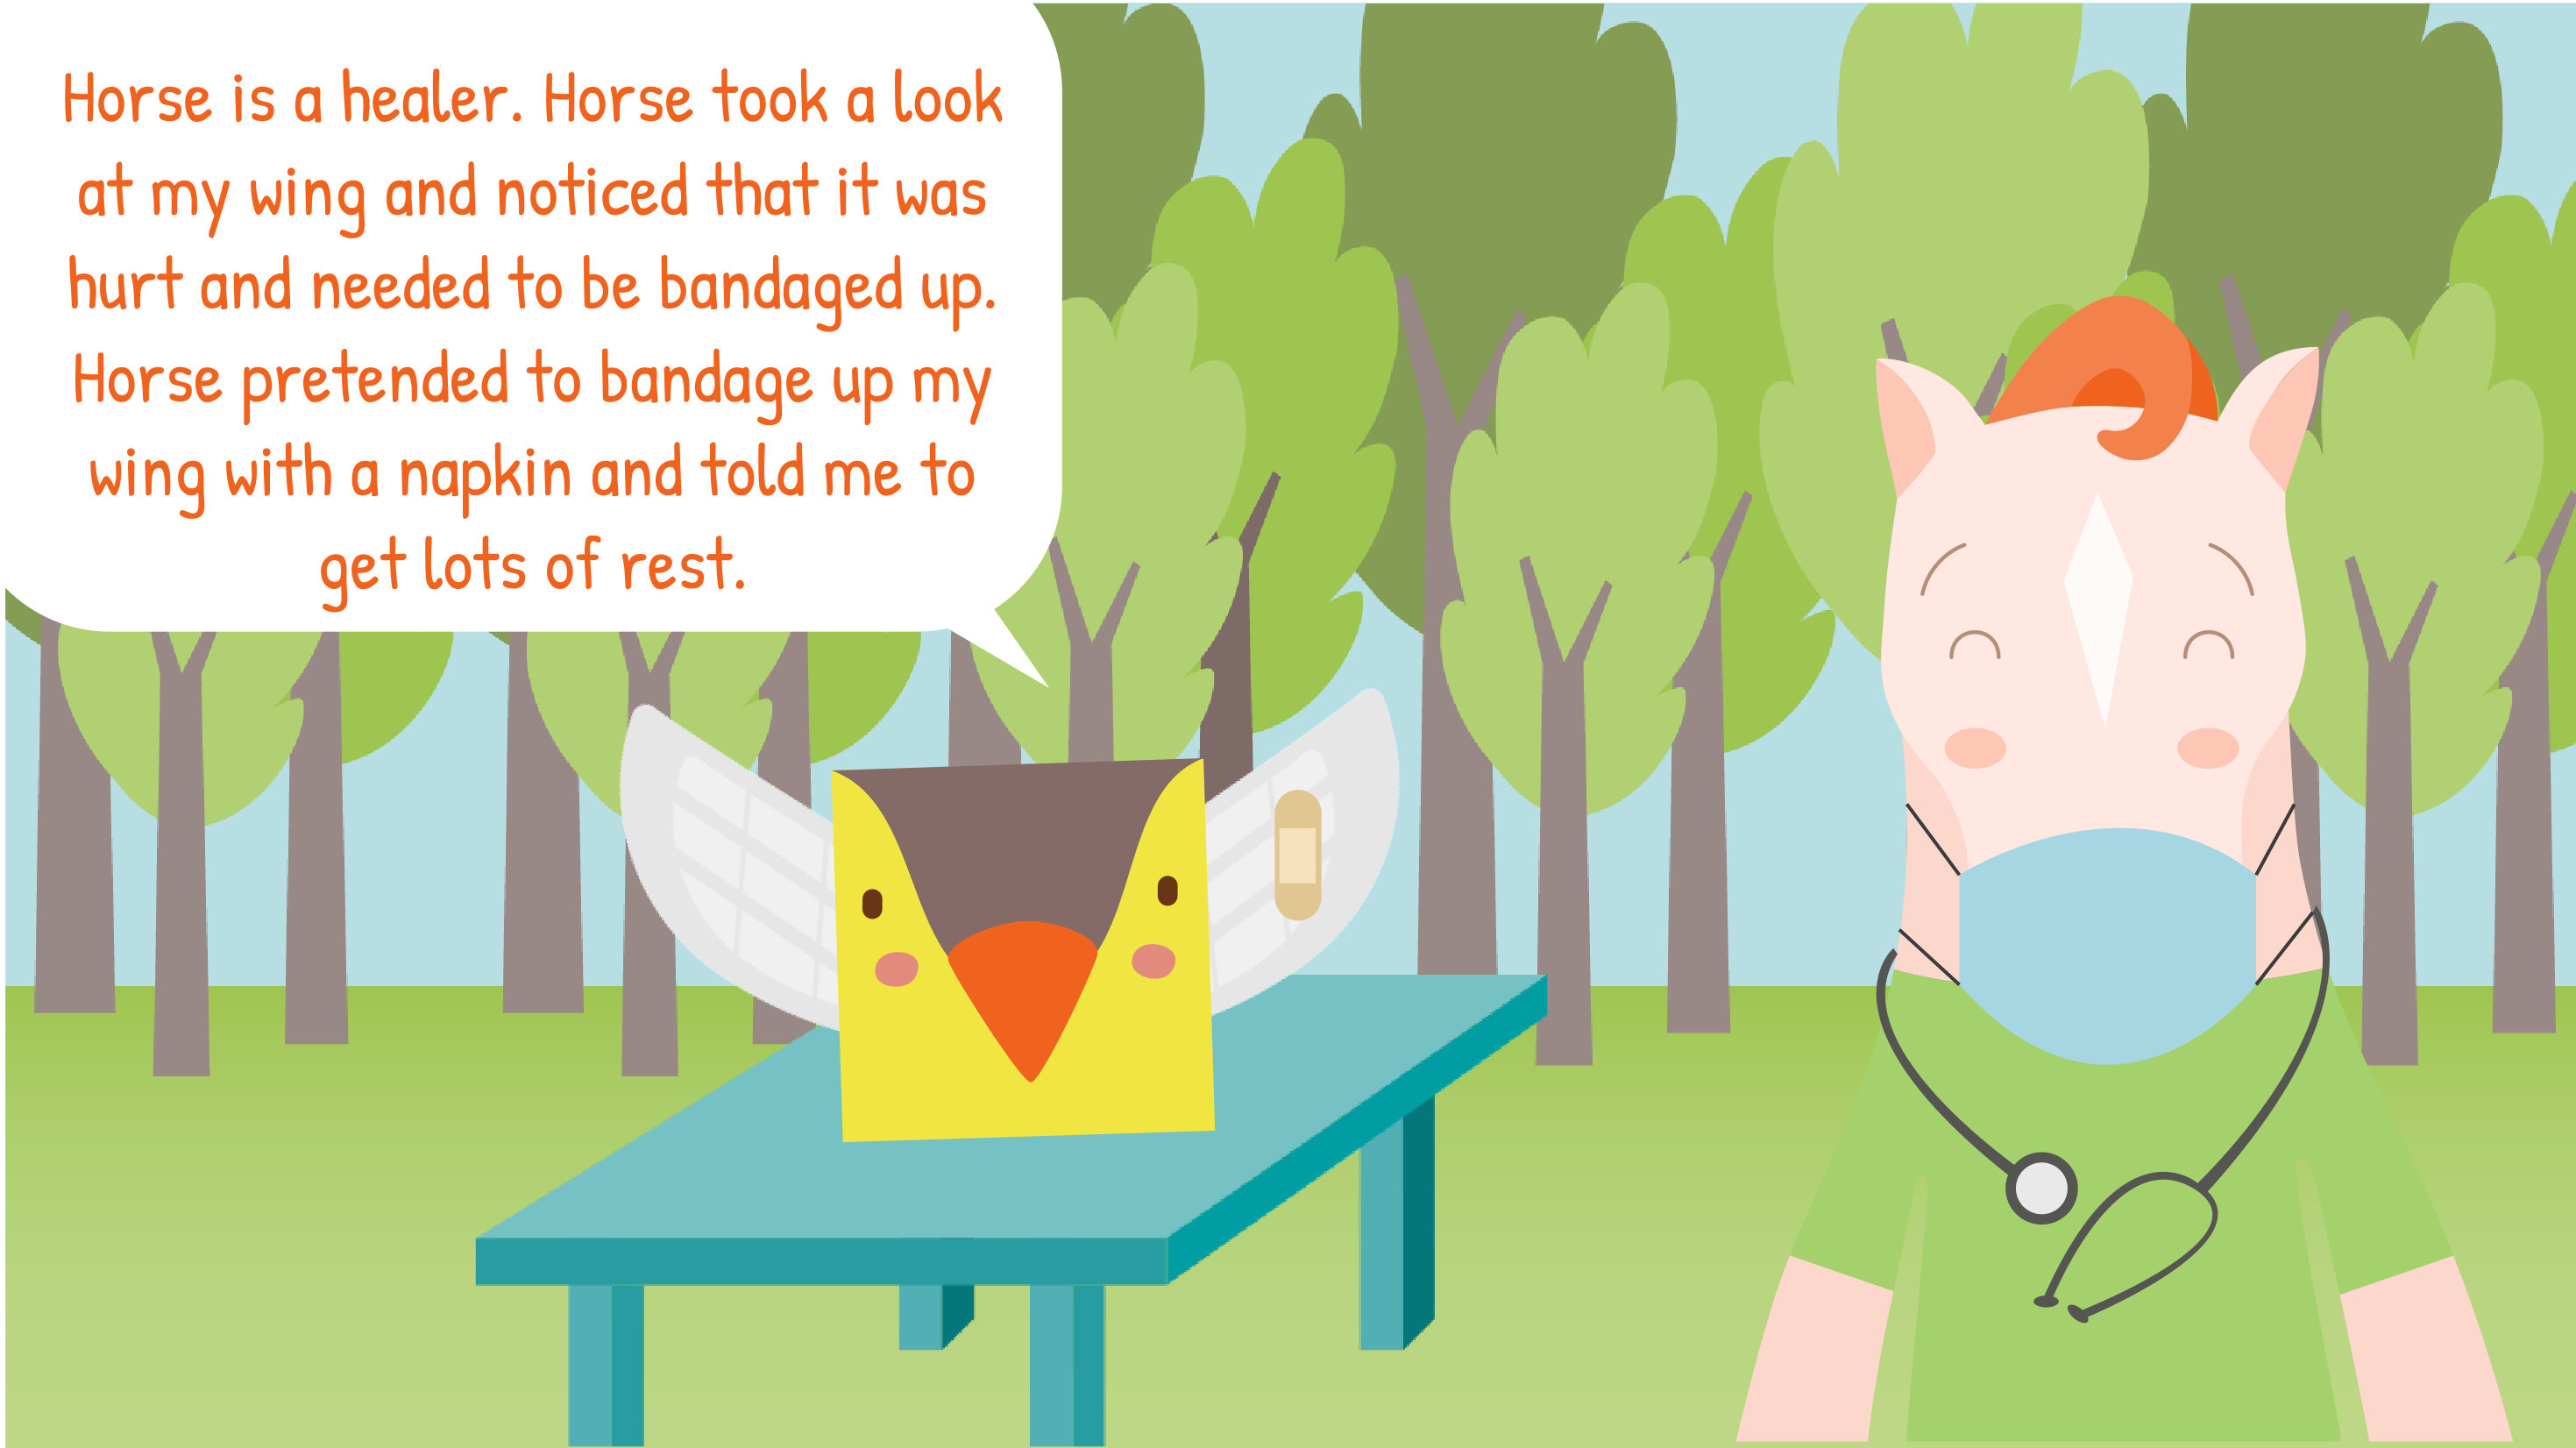 Horse is a healer. Horse took a look
at my wing and noticed that it was
hurt and needed to be bandaged up.
Horse pretended to bandage up my
wing with a napkin and told me to
get lots of rest.